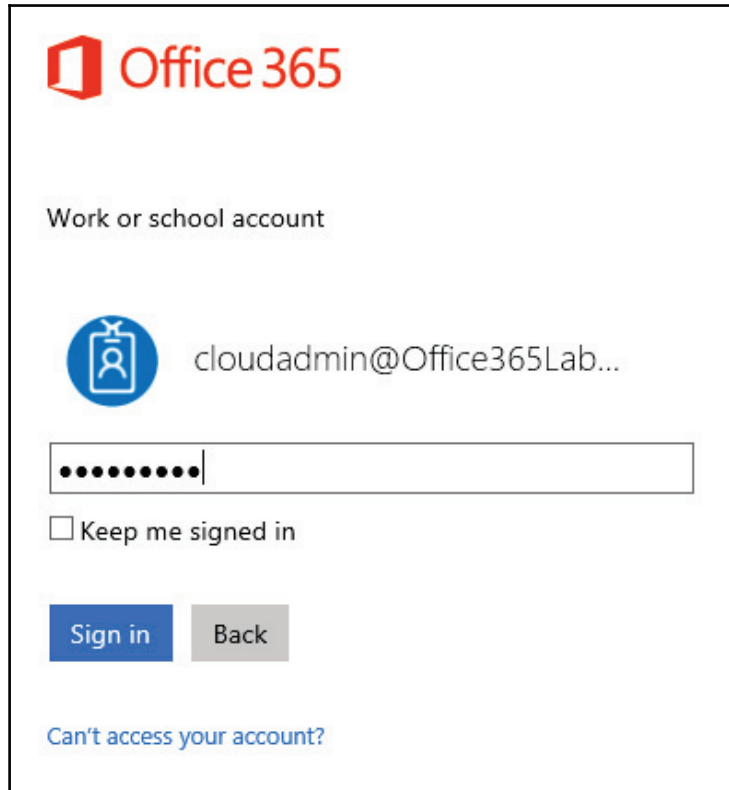 Office 365
Work or school account
cloudadmin@Office365Lab...
•••••••••
Keep me signed in
Sign in
Back
Can't access your account?